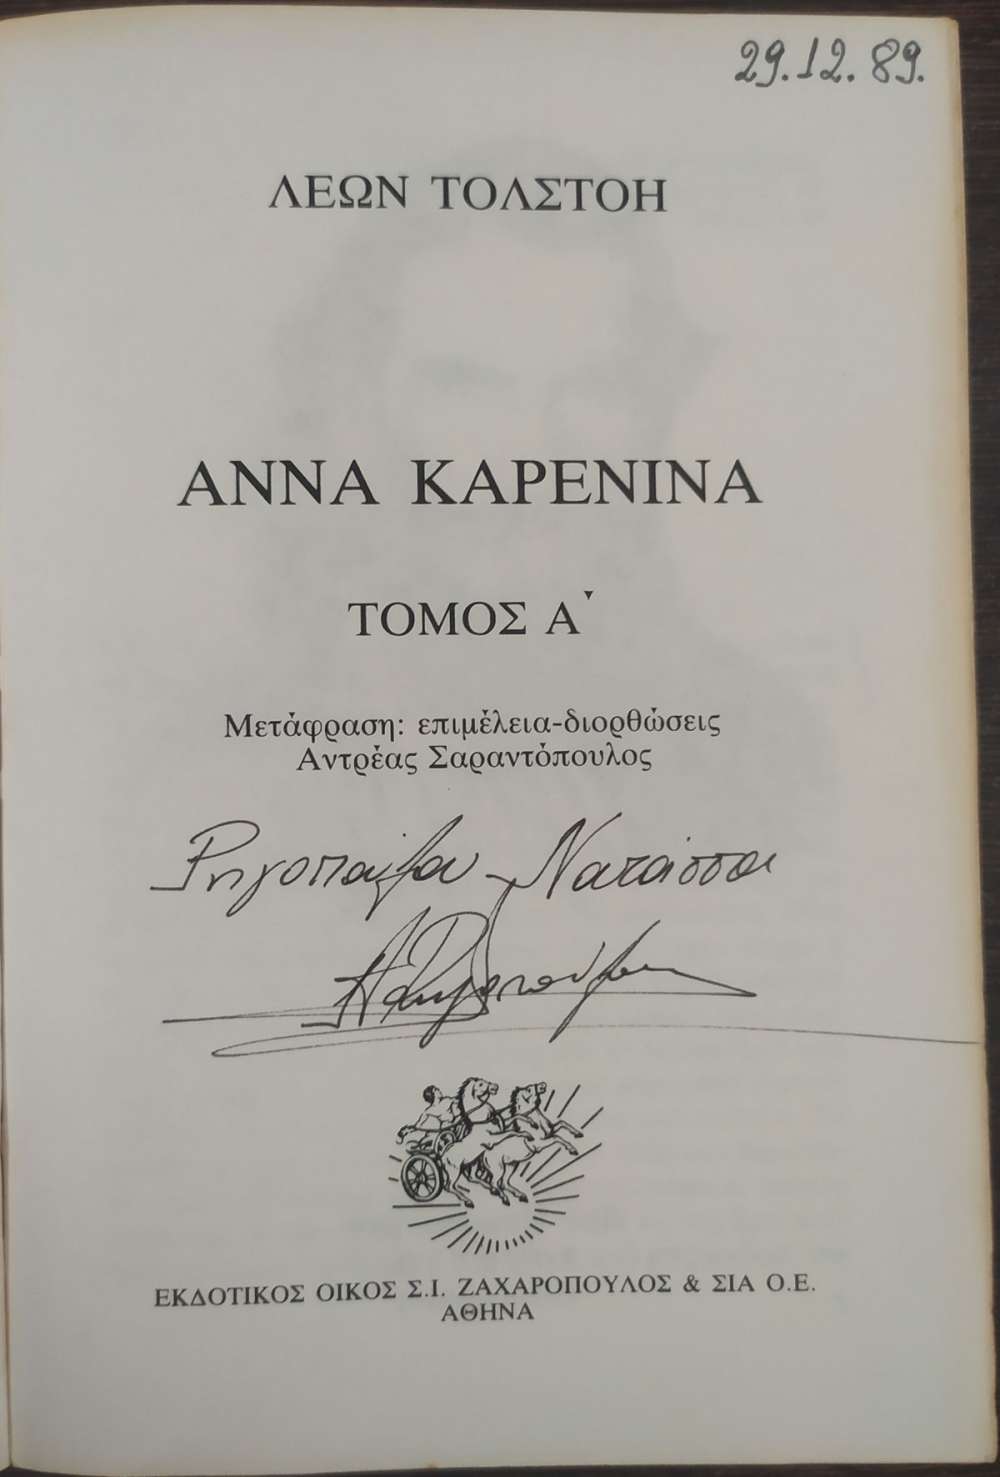 29.12.89.
ΛΕΩΝ ΤΟΛΣΤΟΗ
ΑΝΝΑ ΚΑΡΕΝΙΝΑ
ΤΟΜΟΣ Α'
Μετάφραση: επιμέλεια-διορθώσεις
Αντρέας Σαραντόπουλος
Νατάσσα
ΕΚΔΟΤΙΚΟΣ ΟΙΚΟΣ Σ.Ι. ΖΑΧΑΡΟΠΟΥΛΟΣ & ΣΙΑ Ο.Ε.
ΑΘΗΝΑ